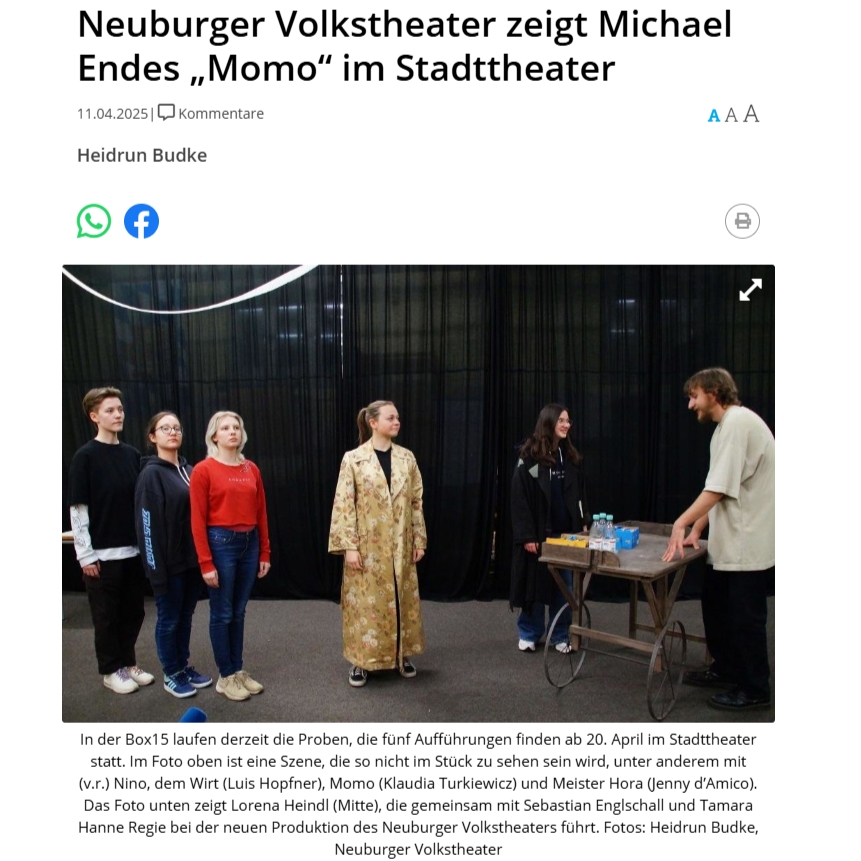 Neuburger Volkstheater zeigt Michael
Endes „Momo“ im Stadttheater
11.04.2025| Kommentare
A A A
Heidrun Budke
In der Box15 laufen derzeit die Proben, die fünf Aufführungen finden ab 20. April im Stadttheater
statt. Im Foto oben ist eine Szene, die so nicht im Stück zu sehen sein wird, unter anderem mit
(v.r.) Nino, dem Wirt (Luis Hopfner), Momo (Klaudia Turkiewicz) und Meister Hora (Jenny d’Amico).
Das Foto unten zeigt Lorena Heindl (Mitte), die gemeinsam mit Sebastian Englschall und Tamara
Hanne Regie bei der neuen Produktion des Neuburger Volkstheaters führt. Fotos: Heidrun Budke,
Neuburger Volkstheater